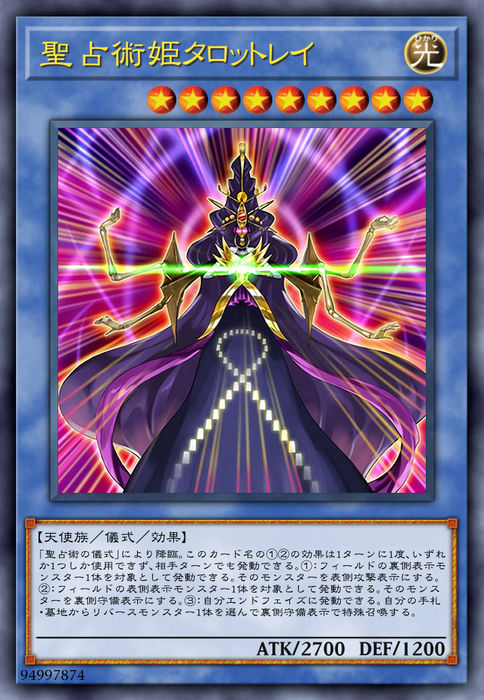 聖占術姫タロットレイ
ひかり
光
【天使族／儀式／効果】
「聖占術の儀式」により降臨。このカード名の①②の効果は1ターンに1度、いずれ
か1つしか使用できず、相手ターンでも発動できる。①：フィールドの裏側表示モ
ンスター1体を対象として発動できる。そのモンスターを表側攻撃表示にする。
②：フィールドの表側表示モンスター1体を対象として発動できる。そのモンス
ターを裏側守備表示にする。③：自分エンドフェイズに発動できる。自分の手札
・墓地からリバースモンスター1体を選んで裏側守備表示で特殊召喚する。
ATK/2700 DEF/1200
94997874